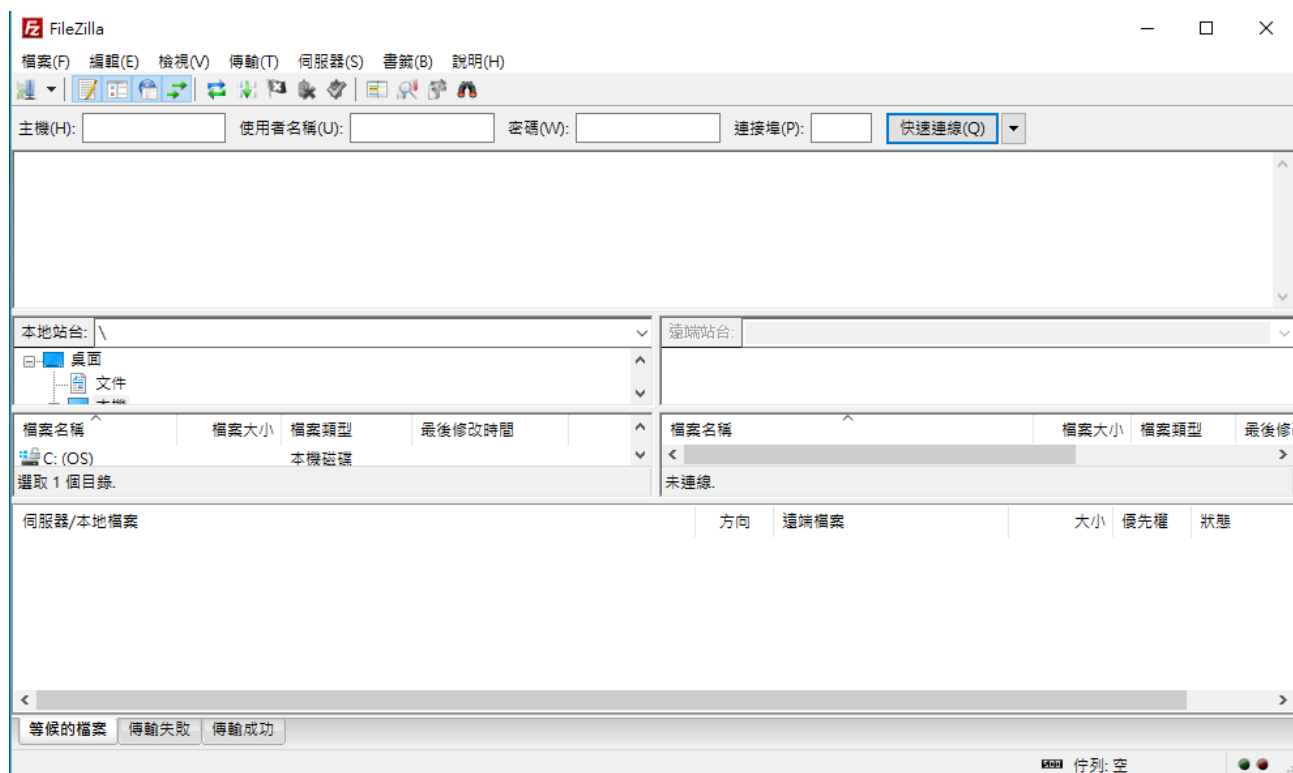 FileZilla
檔案(F) 編輯(E) 檢視(V) 傳輸(T) 伺服器(S) 書籤(B) 說明(H)
主機(H): 使用者名稱(U): 密碼(W): 連接埠(P): 快速連線(Q)
本地站台: \ 遠端站台:
桌面
文件
本機
檔案名稱 檔案大小 檔案類型 最後修改時間 檔案名稱 檔案大小 檔案類型
C: (OS) 本機磁碟
選取 1 個目錄. 未連線.
伺服器/本地檔案 方向 遠端檔案 大小 優先權 狀態
等候的檔案 傳輸失敗 傳輸成功
佇列: 空